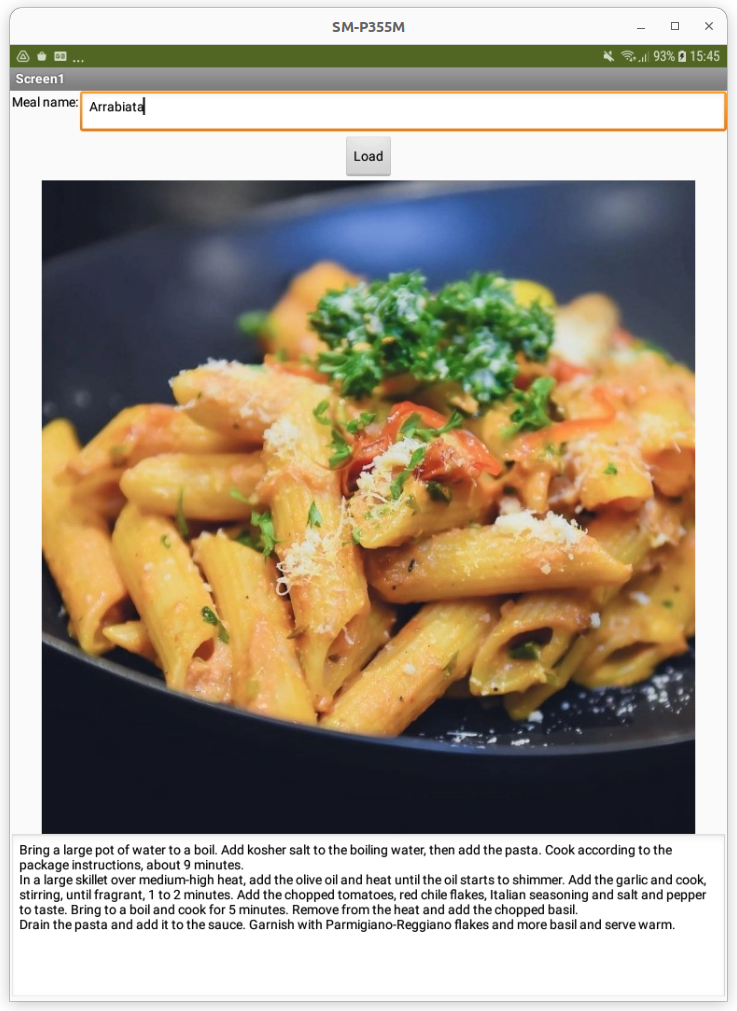 SM-P355M
... 93% 15:45
Screen1
Meal name: Arrabiata
Load
Bring a large pot of water to a boil. Add kosher salt to the boiling water, then add the pasta. Cook according to the
package instructions, about 9 minutes.
In a large skillet over medium-high heat, add the olive oil and heat until the oil starts to shimmer. Add the garlic and cook,
stirring, until fragrant, 1 to 2 minutes. Add the chopped tomatoes, red chile flakes, Italian seasoning and salt and pepper
to taste. Bring to a boil and cook for 5 minutes. Remove from the heat and add the chopped basil.
Drain the pasta and add it to the sauce. Garnish with Parmigiano-Reggiano flakes and more basil and serve warm.